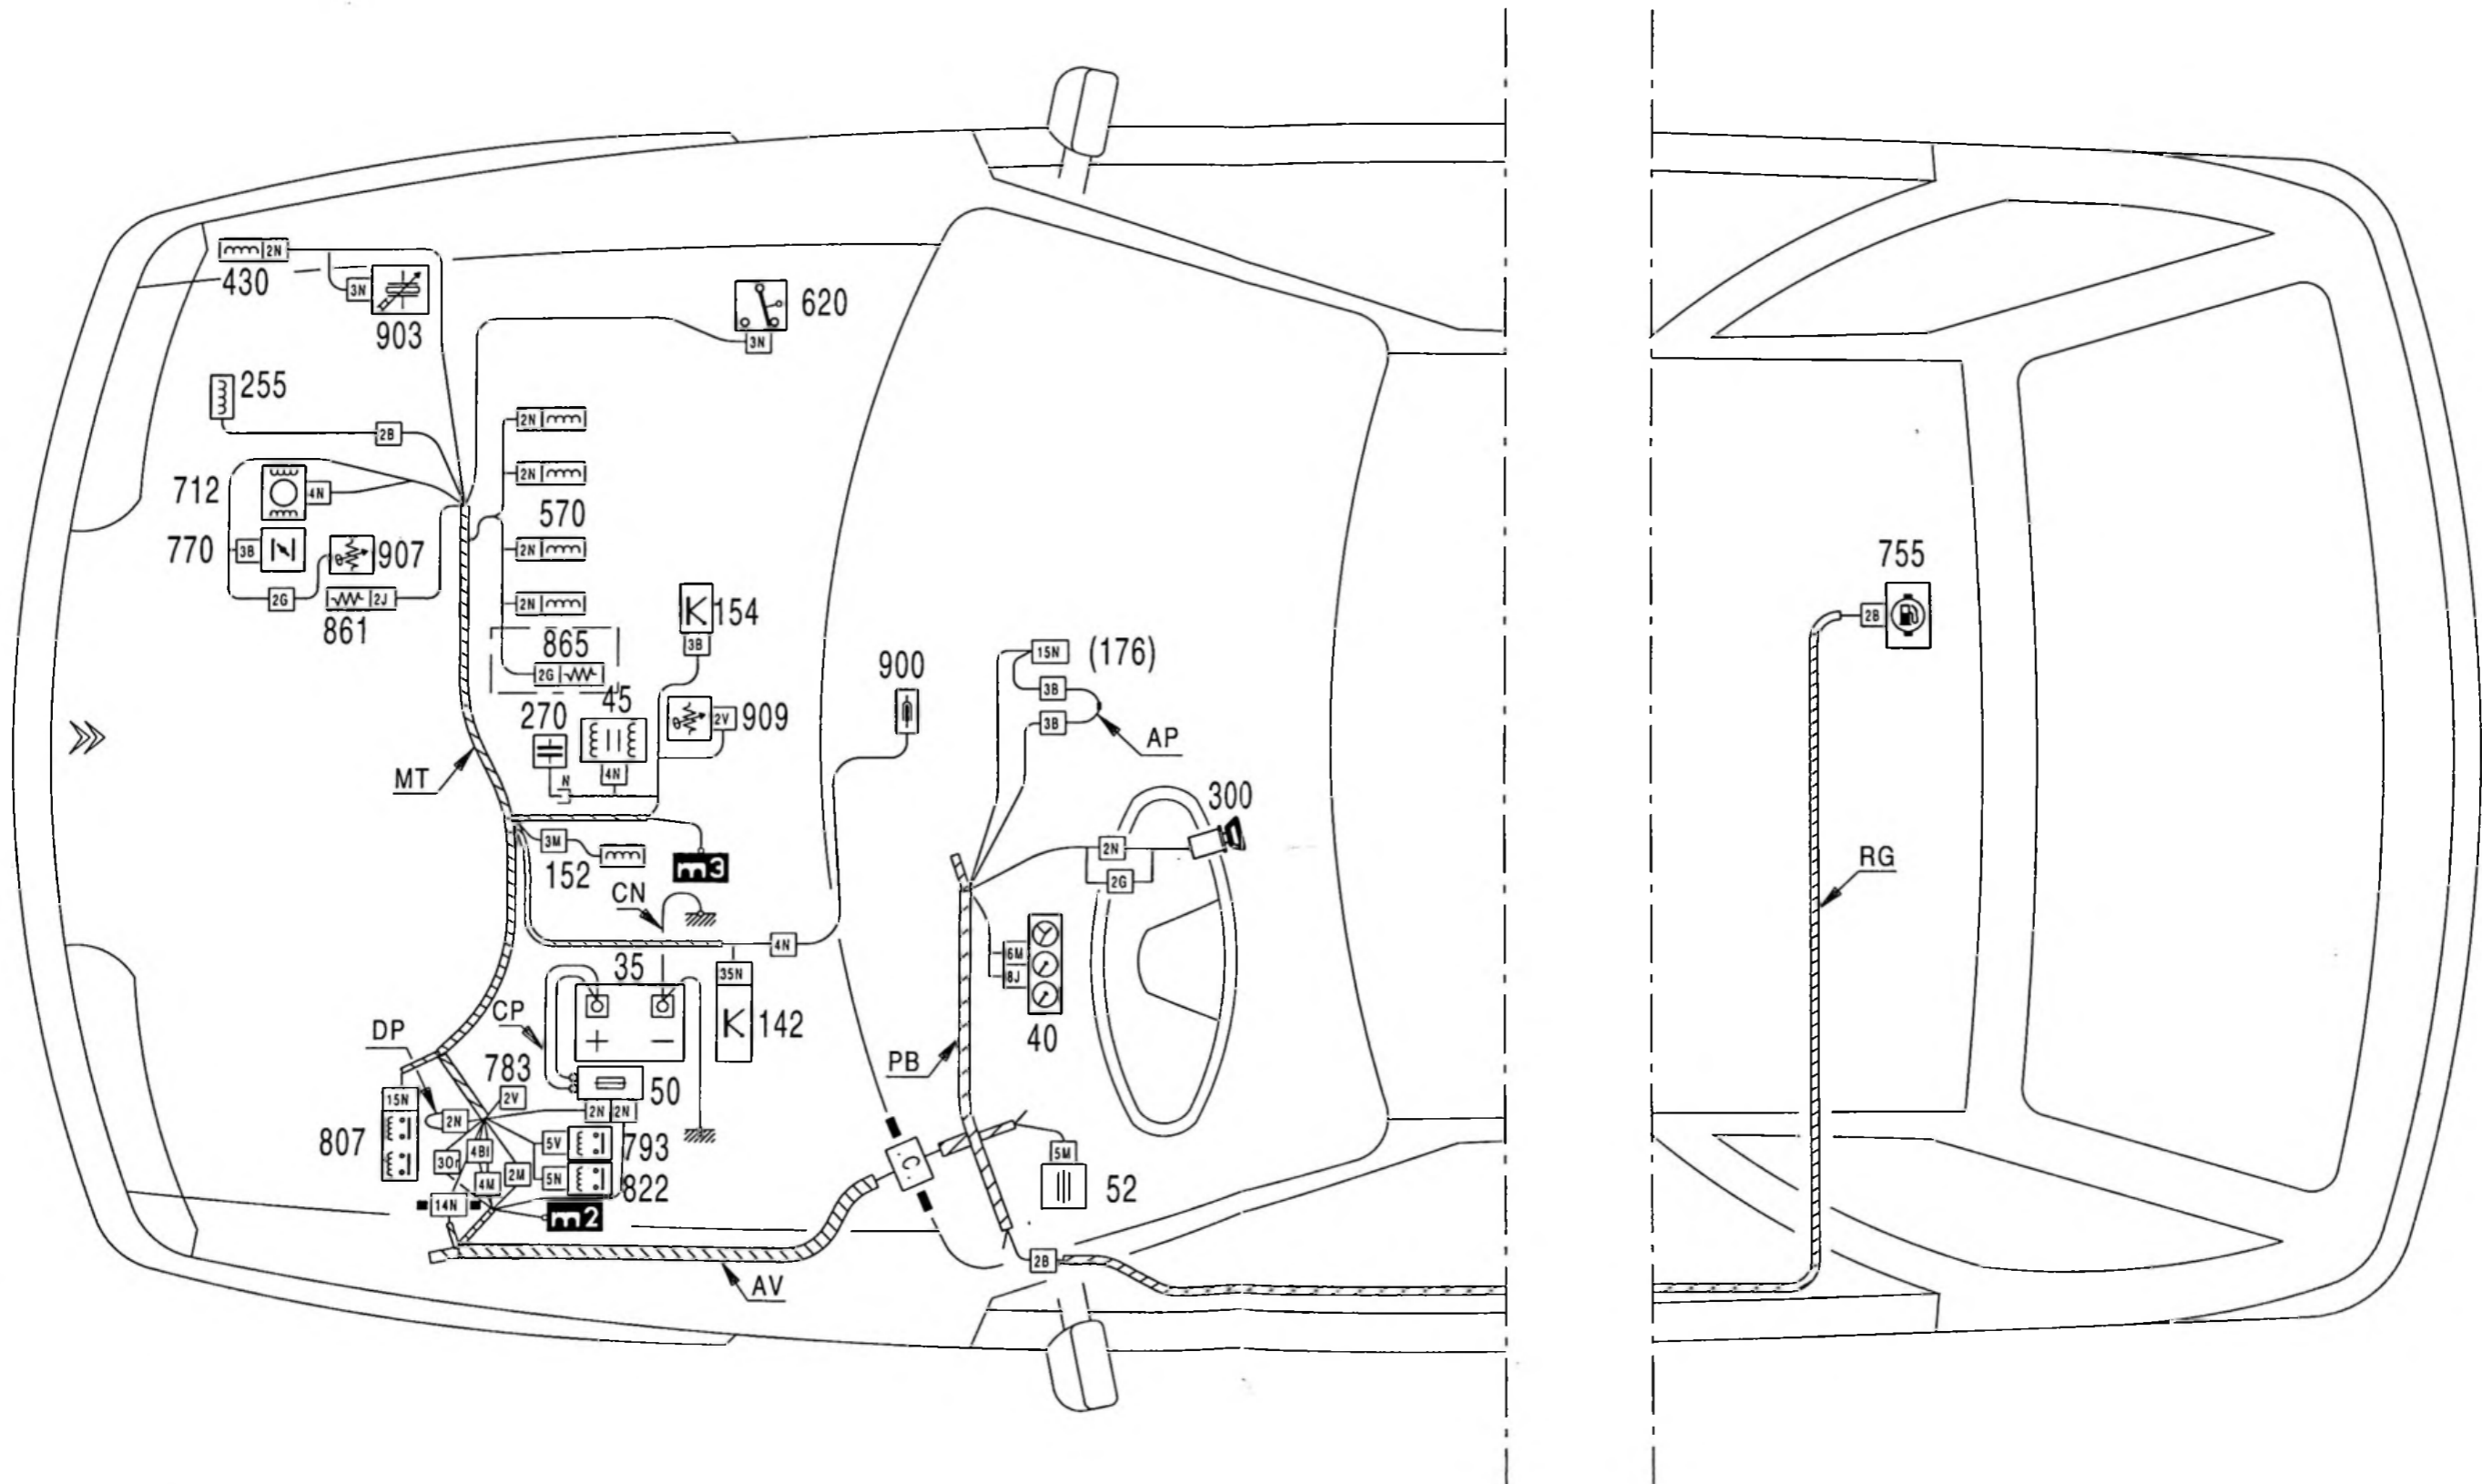 2N
430
3N
903
620
3N
255
2B
2N
2N
712
4N
570
770
3B
907
2N
755
2G
2J
861
2N
154
2B
865
3B
15N
(176)
900
2G
3B
45
270
2V
909
3B
AP
MT
4N
N
300
3M
2N
152
m3
RG
CN
2G
4N
35
6M
35N
8J
CP
142
40
DP
+
−
PB
783
50
15N
2V
2N
2N
2N
807
5V
793
4Bl
3Or
5M
.C.
2M
4M
5N
822
52
14N
m2
2B
AV